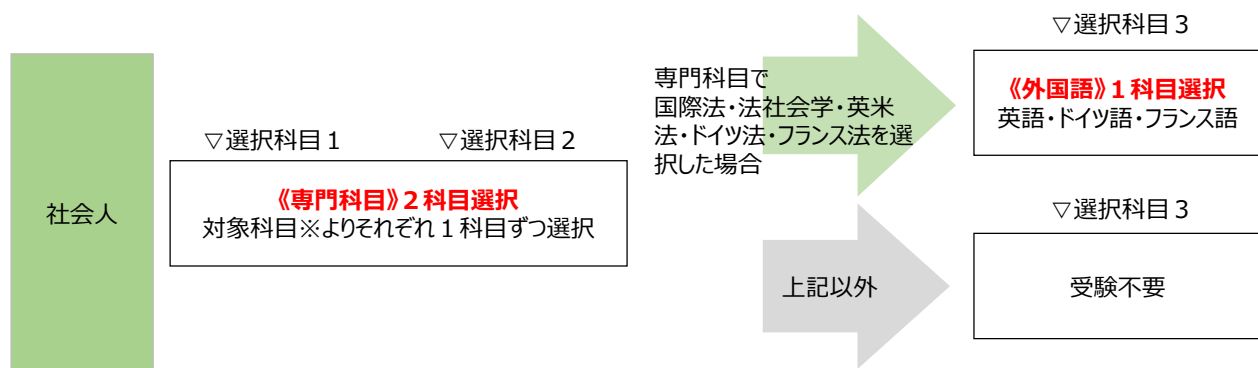 社会人
▽選択科目1
▽選択科目2
《専門科目》2科目選択
対象科目※よりそれぞれ1科目ずつ選択
専門科目で
国際法・法社会学・英米
法・ドイツ法・フランス法を選
択した場合
▽選択科目3
《外国語》1科目選択
英語・ドイツ語・フランス語
上記以外
▽選択科目3
受験不要